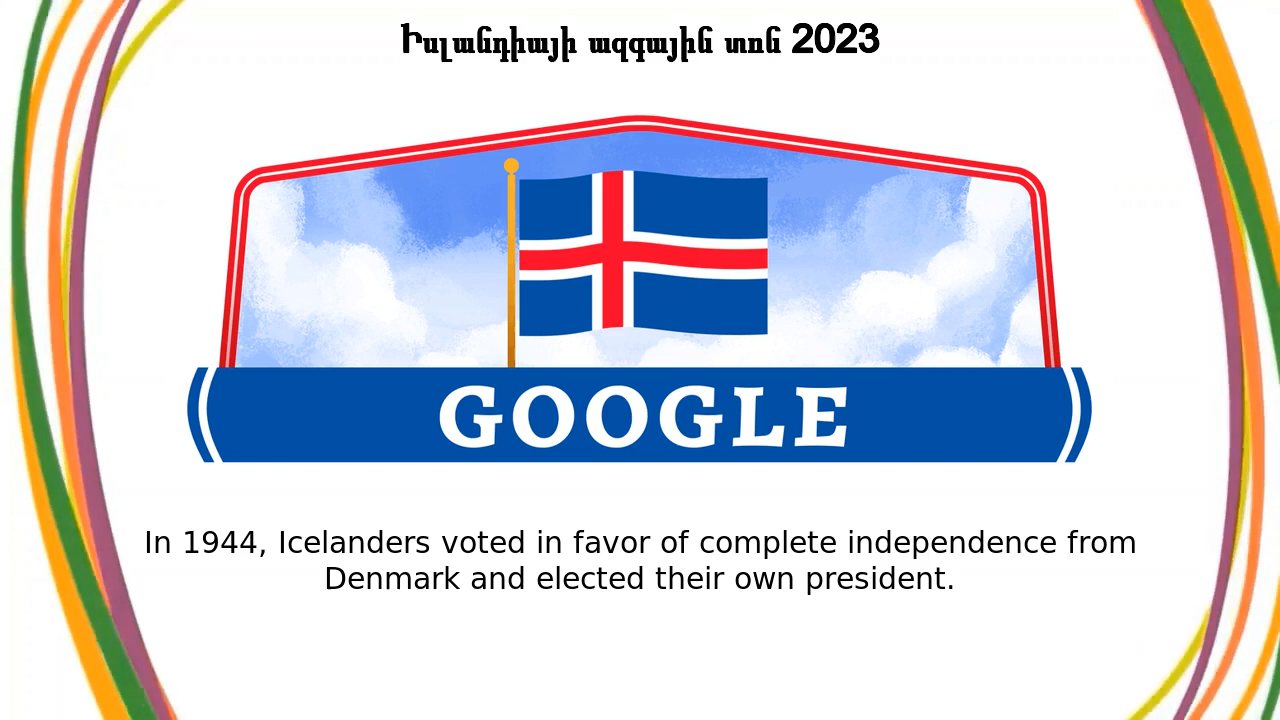 Իսլանդիայի ազգային տոն 2023
GOOGLE
In 1944, Icelanders voted in favor of complete independence from
Denmark and elected their own president.